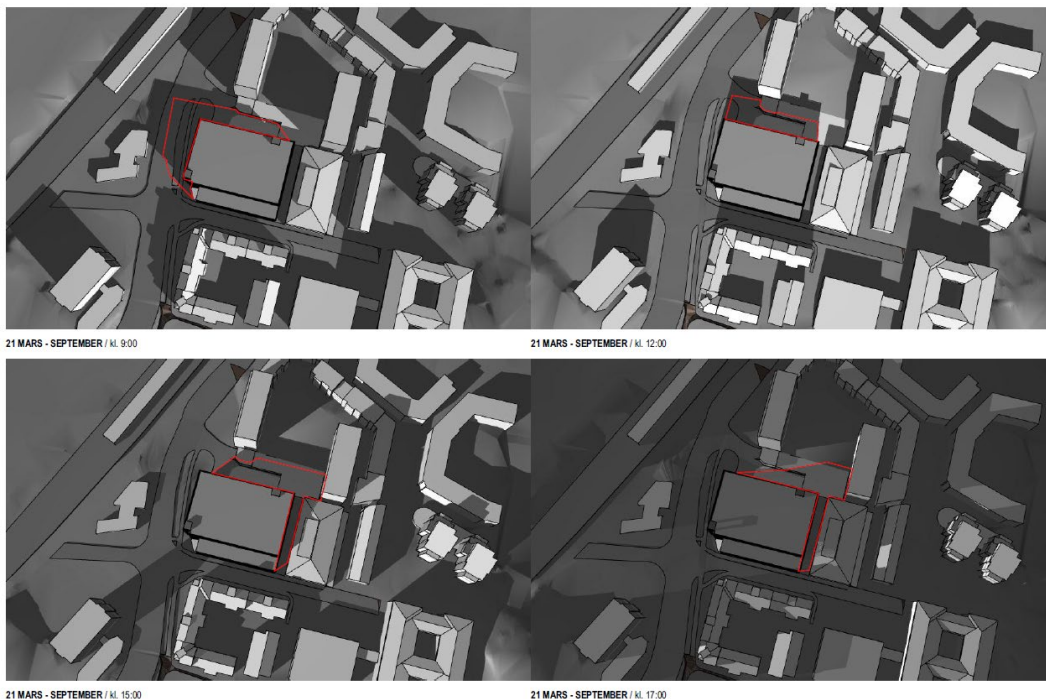 21 MARS - SEPTEMBER / kl. 9:00
21 MARS - SEPTEMBER / kl. 12:00
21 MARS - SEPTEMBER / kl. 15:00
21 MARS - SEPTEMBER / kl. 17:00